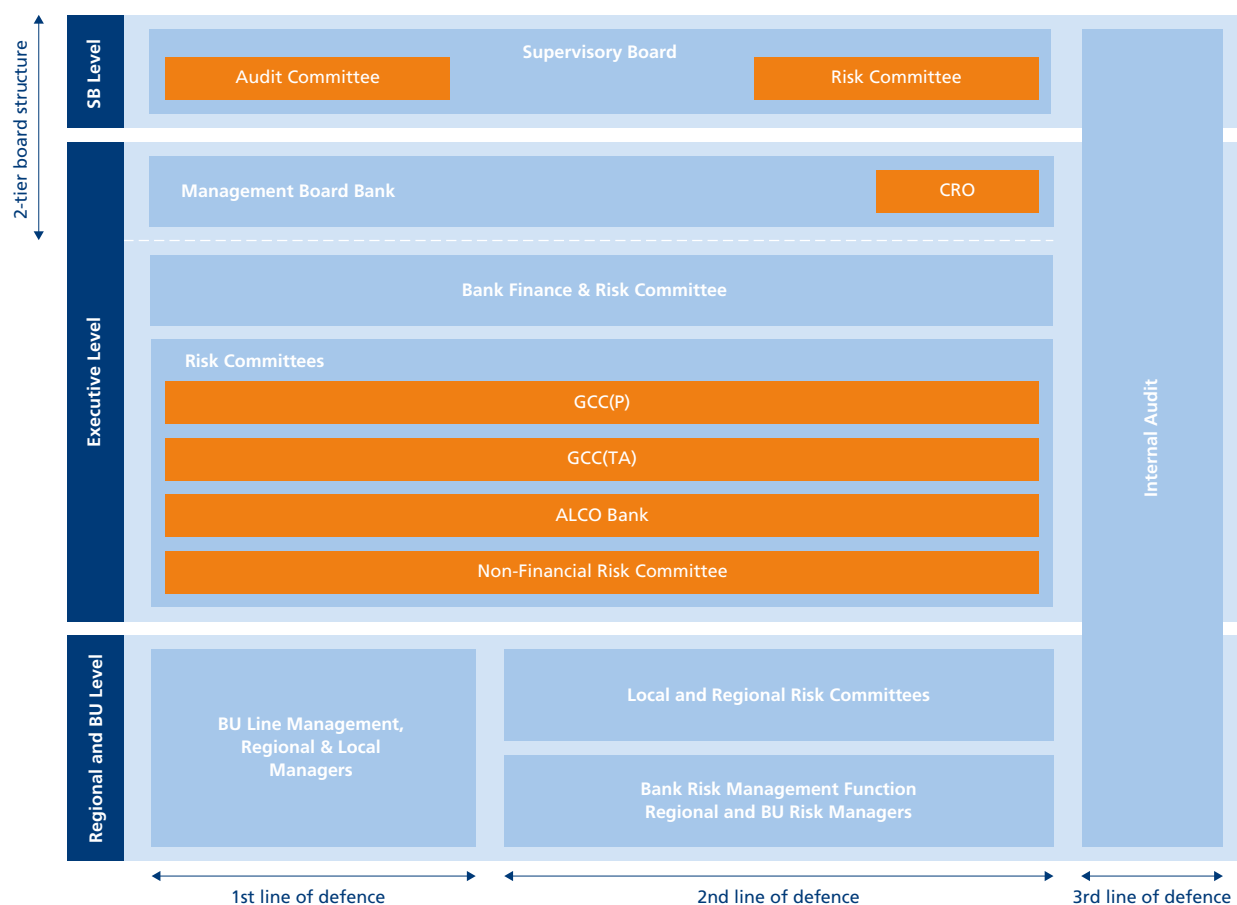 2-tier board structure
SB Level
Supervisory Board
Audit Committee
Risk Committee
Executive Level
Management Board Bank
CRO
Bank Finance & Risk Committee
Risk Committees
GCC(P)
GCC(TA)
ALCO Bank
Non-Financial Risk Committee
Internal Audit
Regional and BU Level
BU Line Management,
Regional & Local
Managers
Local and Regional Risk Committees
Bank Risk Management Function
Regional and BU Risk Managers
1st line of defence
2nd line of defence
3rd line of defence